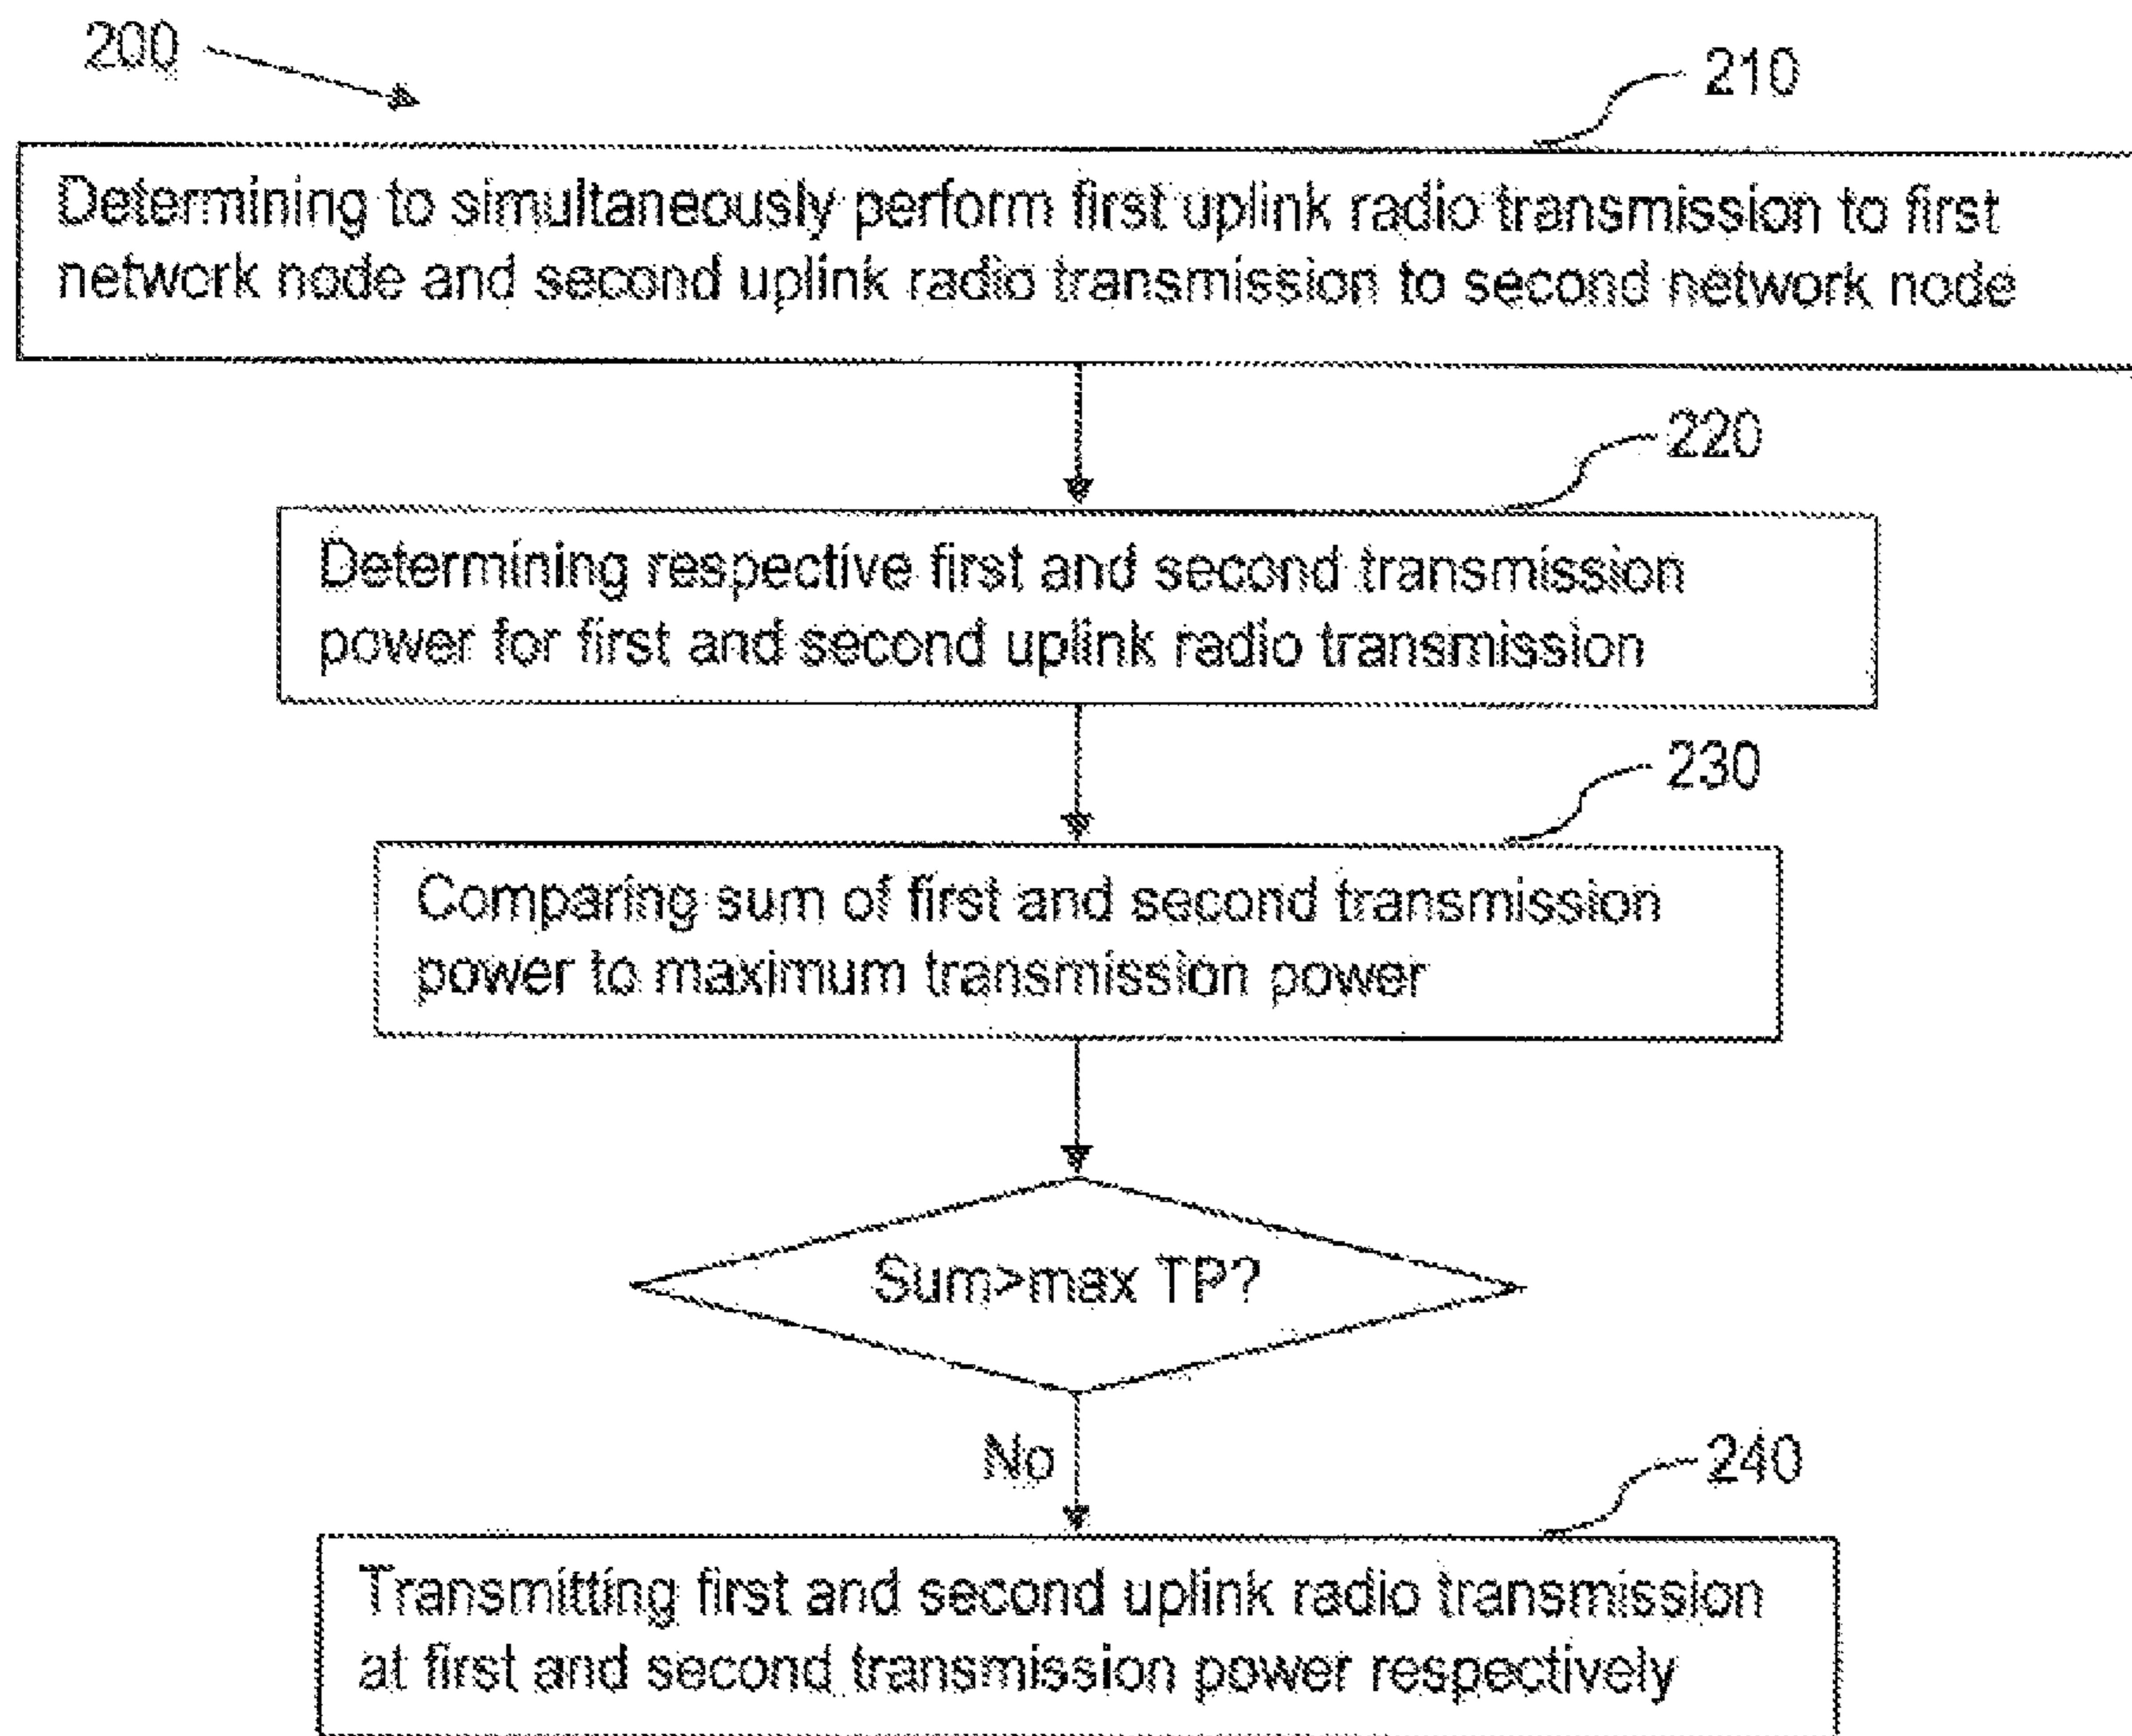 200
210
Determining to simultaneously perform first uplink radio transmission to first
network node and second uplink radio transmission to second network node
220
Determining respective first and second transmission
power for first and second uplink radio transmission
230
Comparing sum of first and second transmission
power to maximum transmission power
Sum>max TP?
No
240
Transmitting first and second uplink radio transmission
at first and second transmission power respectively